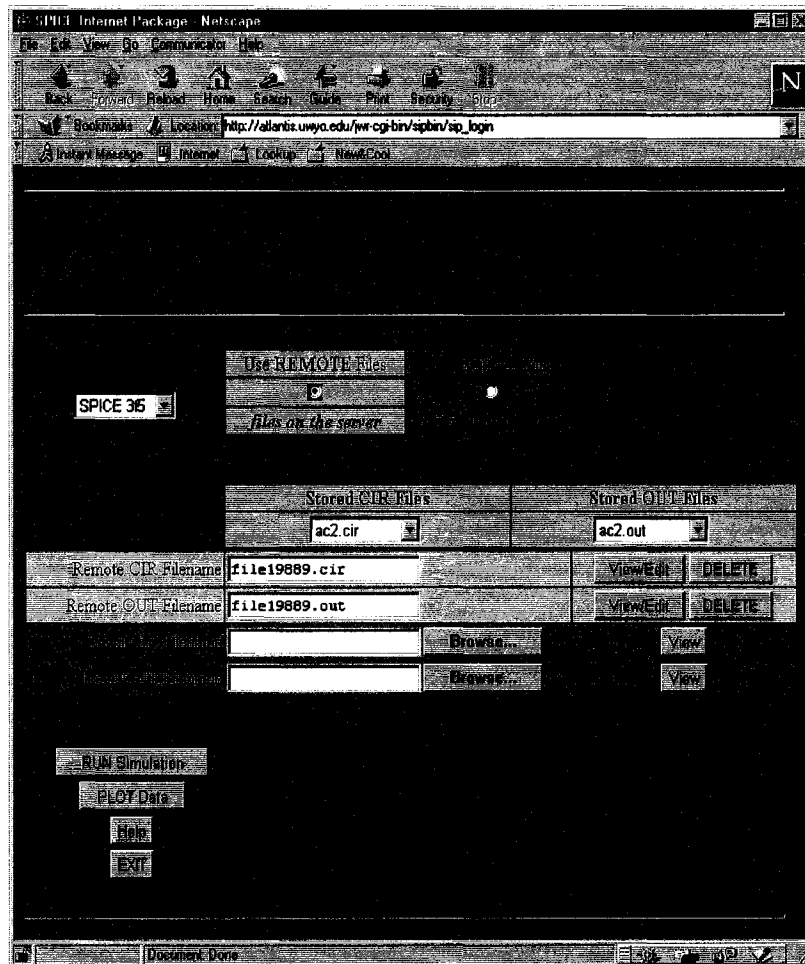 SPICE Internet Package - Netscape
File Edit View Go Communicator Help
Back Forward Reload Home Search Guide Print Security Stop
Bookmarks Location: http://atlantis.uwyo.edu/jwr-cgi-bin/sipbin/sip_login
Instant Message Internet Lookup New&Cool
Use REMOTE Files
SPICE 3f5
files on the server
Stored CIR Files Stored OUT Files
ac2.cir ac2.out
Remote CIR Filename file19889.cir View/Edit DELETE
Remote OUT Filename file19889.out View/Edit DELETE
Browse... View
Browse... View
RUN Simulation
PLOT Data
Help
EXIT
Document: Done